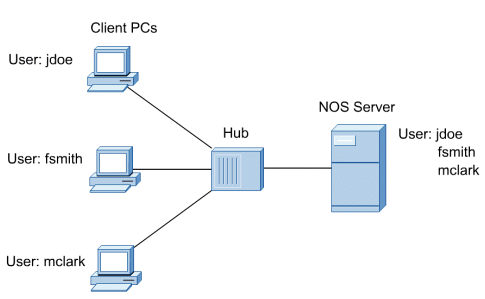 Client PCs
User: jdoe
NOS Server
Hub
User: jdoe
fsmith
mclark
User: fsmith
User: mclark